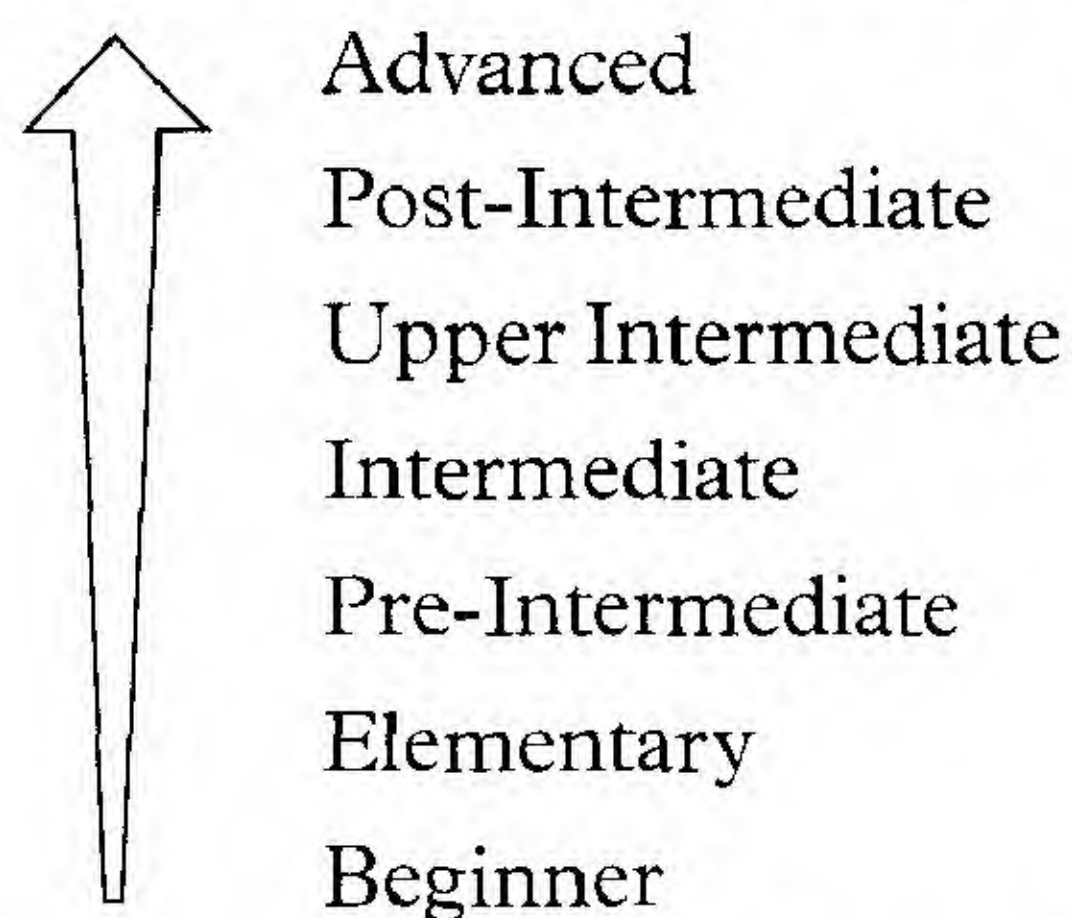 Advanced
Post-Intermediate
Upper Intermediate
Intermediate
Pre-Intermediate
Elementary
Beginner